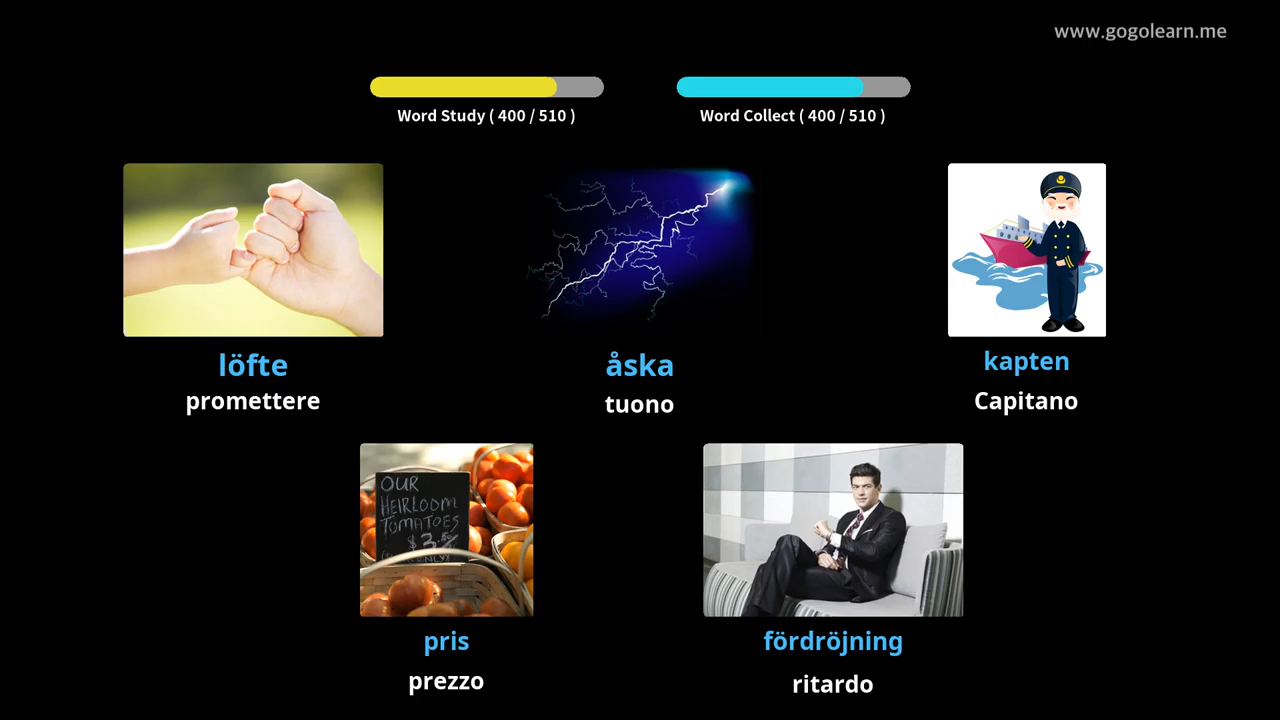 www.gogolearn.me
Word Study ( 400 / 510 )
Word Collect ( 400 / 510 )
löfte
promettere
åska
tuono
kapten
Capitano
OUR
HEIRLOOM
TOMATOES
pris
prezzo
fördröjning
ritardo